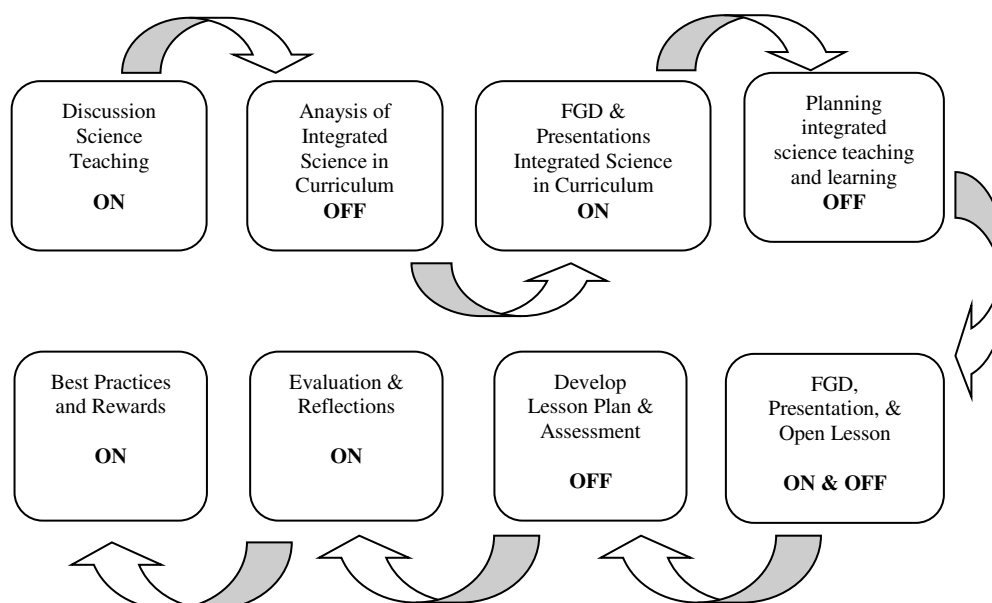 Discussion
Science
Teaching
ON
Anaysis of
Integrated
Science in
Curriculum
OFF
FGD &
Presentations
Integrated Science
in Curriculum
ON
Planning
integrated
science teaching
and learning
OFF
FGD,
Presentation, &
Open Lesson
ON & OFF
Develop
Lesson Plan &
Assessment
OFF
Evaluation &
Reflections
ON
Best Practices
and Rewards
ON